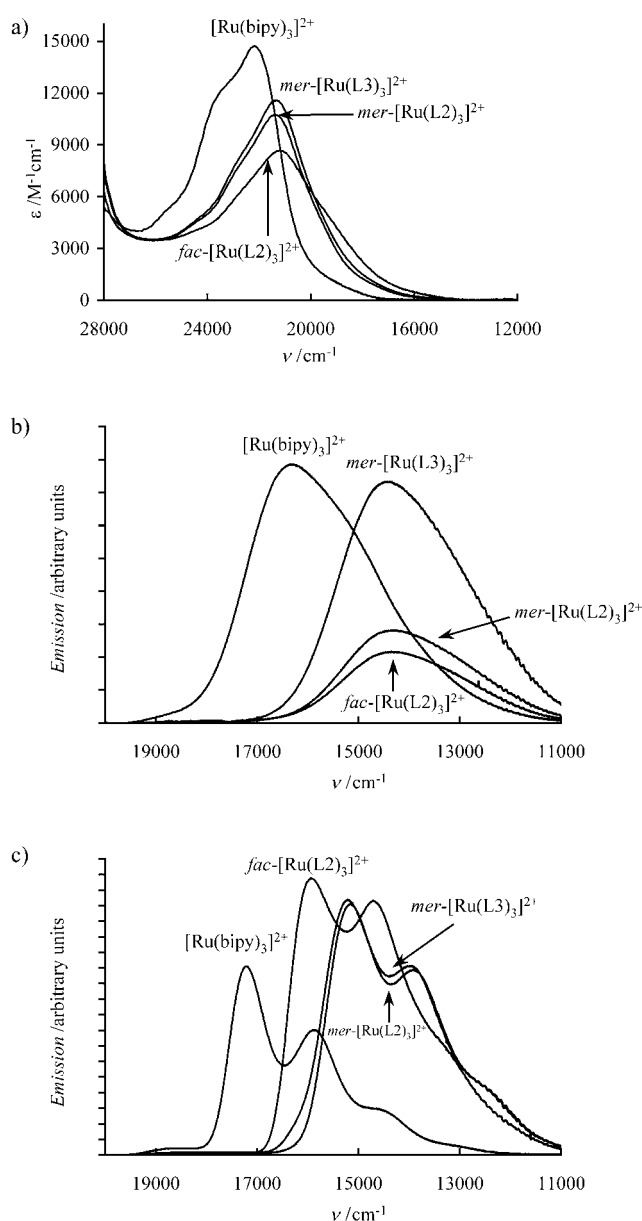 a)
[Ru(bipy)₃]²⁺
15000
mer-[Ru(L3)₃]²⁺
12000
mer-[Ru(L2)₃]²⁺
ε /M⁻¹cm⁻¹
9000
6000
3000
fac-[Ru(L2)₃]²⁺
0
28000 24000 20000 16000 12000
ν /cm⁻¹
b)
[Ru(bipy)₃]²⁺
mer-[Ru(L3)₃]²⁺
Emission /arbitrary units
mer-[Ru(L2)₃]²⁺
fac-[Ru(L2)₃]²⁺
19000 17000 15000 13000 11000
ν /cm⁻¹
c)
fac-[Ru(L2)₃]²⁺
mer-[Ru(L3)₃]²⁺
[Ru(bipy)₃]²⁺
Emission /arbitrary units
mer-[Ru(L2)₃]²⁺
19000 17000 15000 13000 11000
ν /cm⁻¹